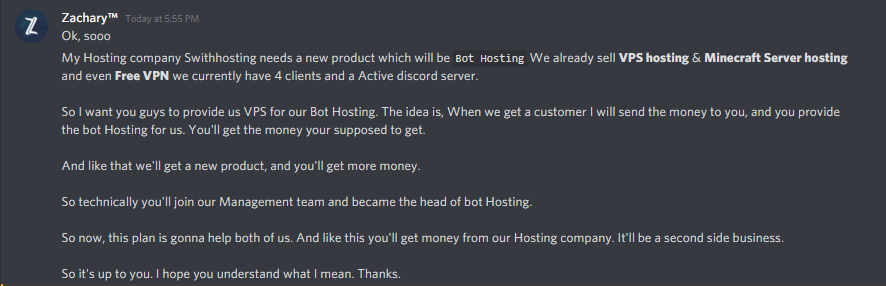 Zachary™ Today at 5:55 PM
Ok, sooo
My Hosting company Swithhosting needs a new product which will be Bot Hosting We already sell VPS hosting & Minecraft Server hosting
and even Free VPN we currently have 4 clients and a Active discord server.
So I want you guys to provide us VPS for our Bot Hosting. The idea is, When we get a customer I will send the money to you, and you provide
the bot Hosting for us. You'll get the money your supposed to get.
And like that we'll get a new product, and you'll get more money.
So technically you'll join our Management team and became the head of bot Hosting.
So now, this plan is gonna help both of us. And like this you'll get money from our Hosting company. It'll be a second side business.
So it's up to you. I hope you understand what I mean. Thanks.